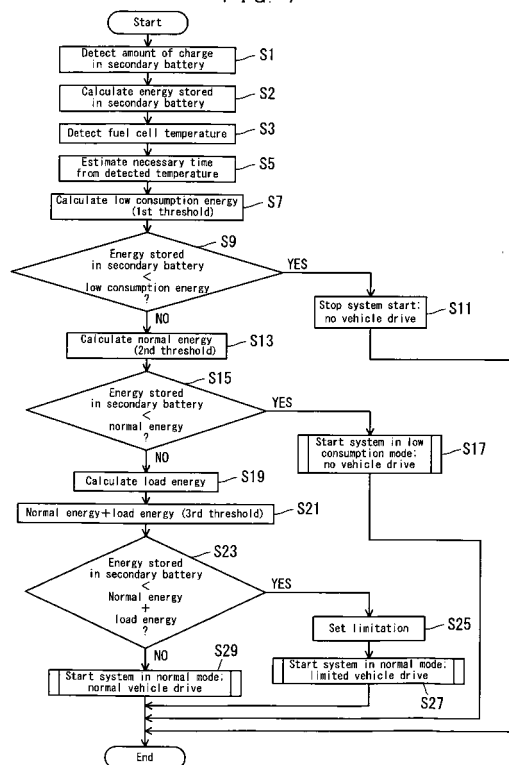 Start
Detect amount of charge
in secondary battery
S1
Calculate energy stored
in secondary battery
S2
Detect fuel cell temperature
S3
Estimate necessary time
from detected temperature
S5
Calculate low consumption energy
(1st threshold)
S7
Energy stored
in secondary battery
<
low consumption energy
?
S9
YES
NO
Stop system start;
no vehicle drive
S11
Calculate normal energy
(2nd threshold)
S13
Energy stored
in secondary battery
<
normal energy
?
S15
YES
NO
Start system in low
consumption mode;
no vehicle drive
S17
Calculate load energy
S19
Normal energy+load energy (3rd threshold)
S21
Energy stored
in secondary battery
<
Normal energy
+
load energy
?
S23
YES
NO
Set limitation
S25
Start system in normal mode;
limited vehicle drive
S27
Start system in normal mode;
normal vehicle drive
S29
End